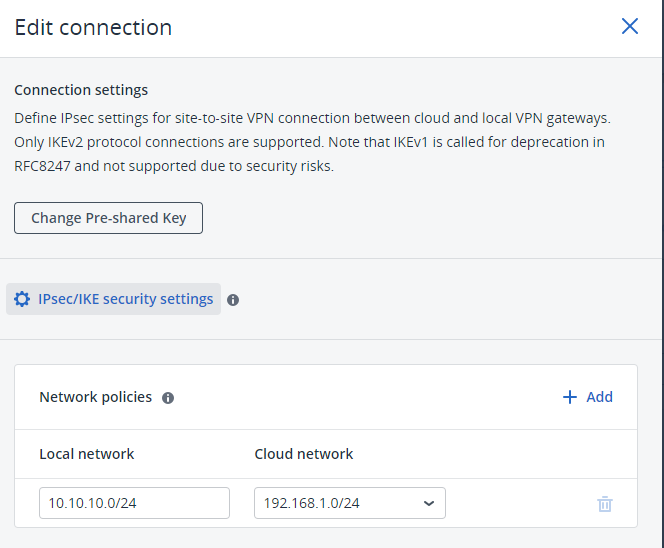 Edit connection
Connection settings
Define IPsec settings for site-to-site VPN connection between cloud and local VPN gateways.
Only IKEv2 protocol connections are supported. Note that IKEv1 is called for deprecation in
RFC8247 and not supported due to security risks.
Change Pre-shared Key
IPsec/IKE security settings
Network policies
Add
Local network Cloud network
10.10.10.0/24 192.168.1.0/24